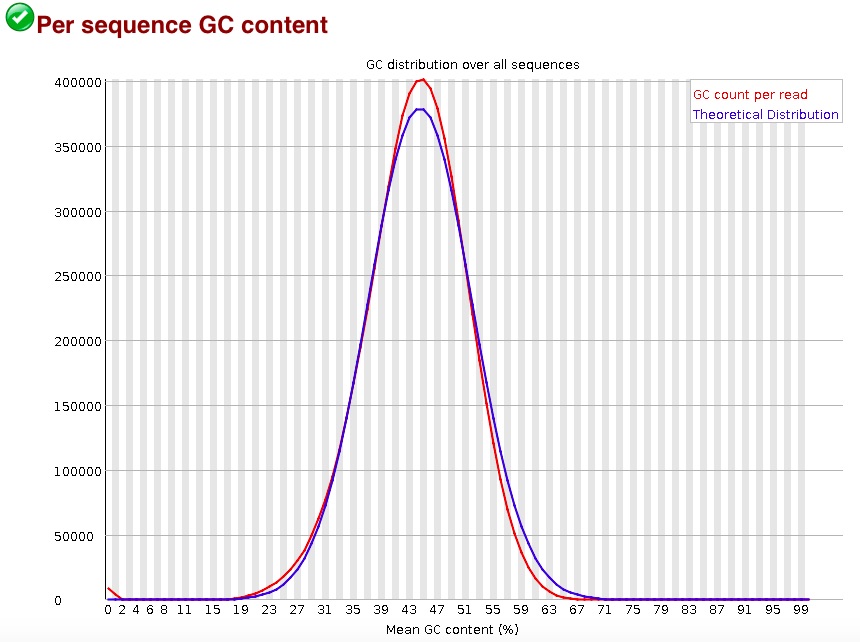 Per sequence GC content
GC distribution over all sequences
GC count per read
Theoretical Distribution
400000
350000
300000
250000
200000
150000
100000
50000
0
0 2 4 6 8 11 15 19 23 27 31 35 39 43 47 51 55 59 63 67 71 75 79 83 87 91 95 99
Mean GC content (%)